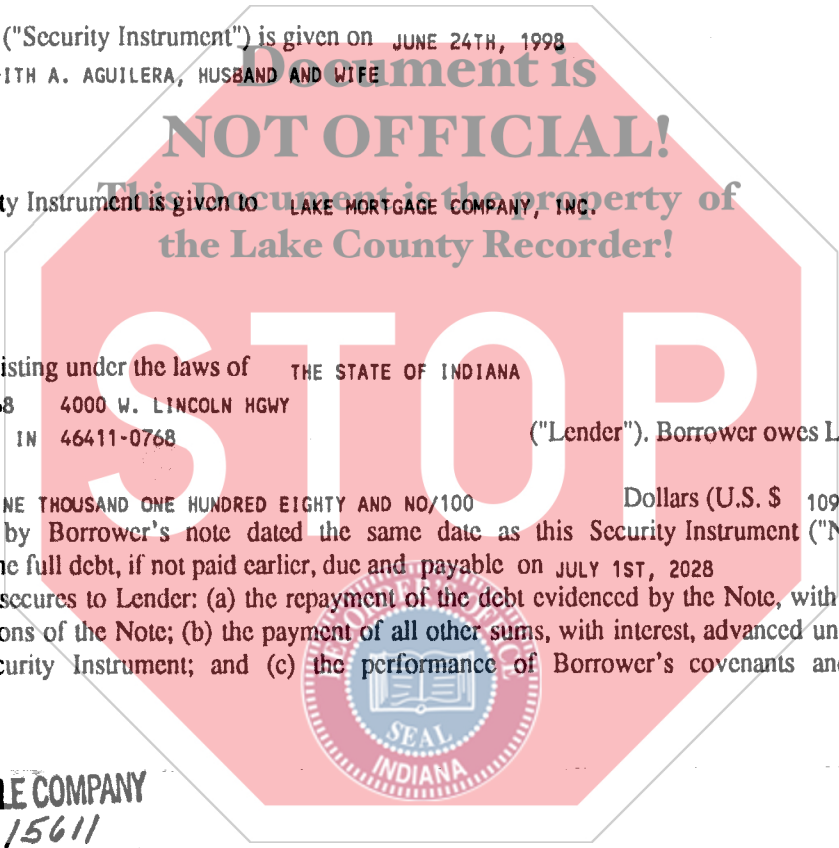 ("Security Instrument") is given on JUNE 24TH, 1998
Document is
ITH A. AGUILERA, HUSBAND AND WIFE
NOT OFFICIAL!
This Document is the property of
ty Instrument is given to LAKE MORTGAGE COMPANY, INC.
the Lake County Recorder!
STOP
isting under the laws of THE STATE OF INDIANA
8 4000 W. LINCOLN HGWY
IN 46411-0768
("Lender"). Borrower owes L
NE THOUSAND ONE HUNDRED EIGHTY AND NO/100 Dollars (U.S. $ 109
by Borrower's note dated the same date as this Security Instrument ("N
e full debt, if not paid earlier, due and payable on JULY 1ST, 2028
secures to Lender: (a) the repayment of the debt evidenced by the Note, with
ons of the Note; (b) the payment of all other sums, with interest, advanced un
curity Instrument; and (c) the performance of Borrower's covenants an
RECORDER'S OFFICE
SEAL
INDIANA
LE COMPANY
15611